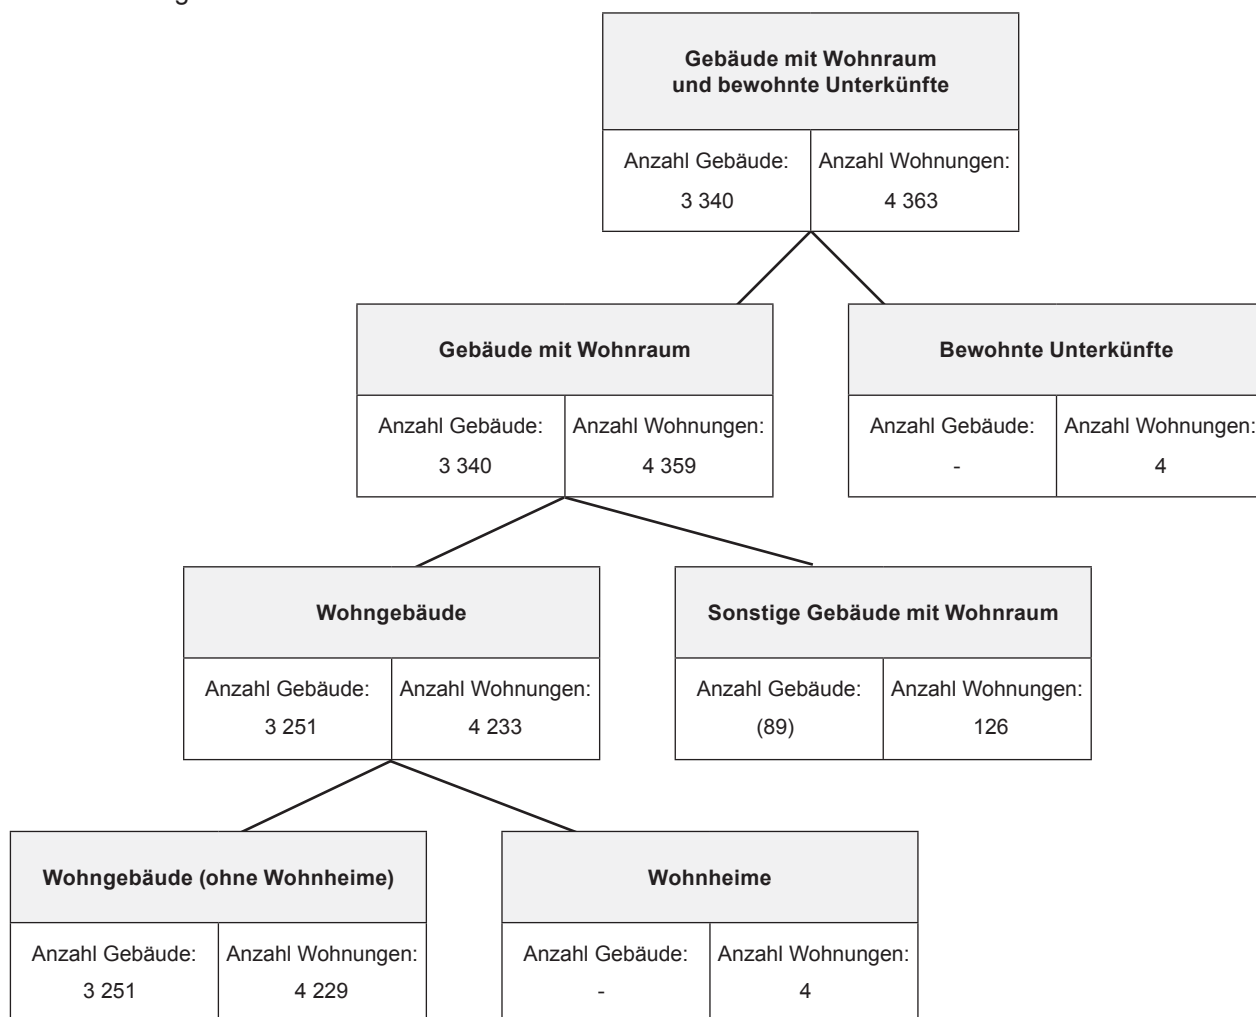 Gebäude mit Wohnraum
und bewohnte Unterkünfte
Anzahl Gebäude: Anzahl Wohnungen:
3 340 4 363
Gebäude mit Wohnraum Bewohnte Unterkünfte
Anzahl Gebäude: Anzahl Wohnungen: Anzahl Gebäude: Anzahl Wohnungen:
3 340 4 359 - 4
Wohngebäude Sonstige Gebäude mit Wohnraum
Anzahl Gebäude: Anzahl Wohnungen: Anzahl Gebäude: Anzahl Wohnungen:
3 251 4 233 (89) 126
Wohngebäude (ohne Wohnheime) Wohnheime
Anzahl Gebäude: Anzahl Wohnungen: Anzahl Gebäude: Anzahl Wohnungen:
3 251 4 229 - 4